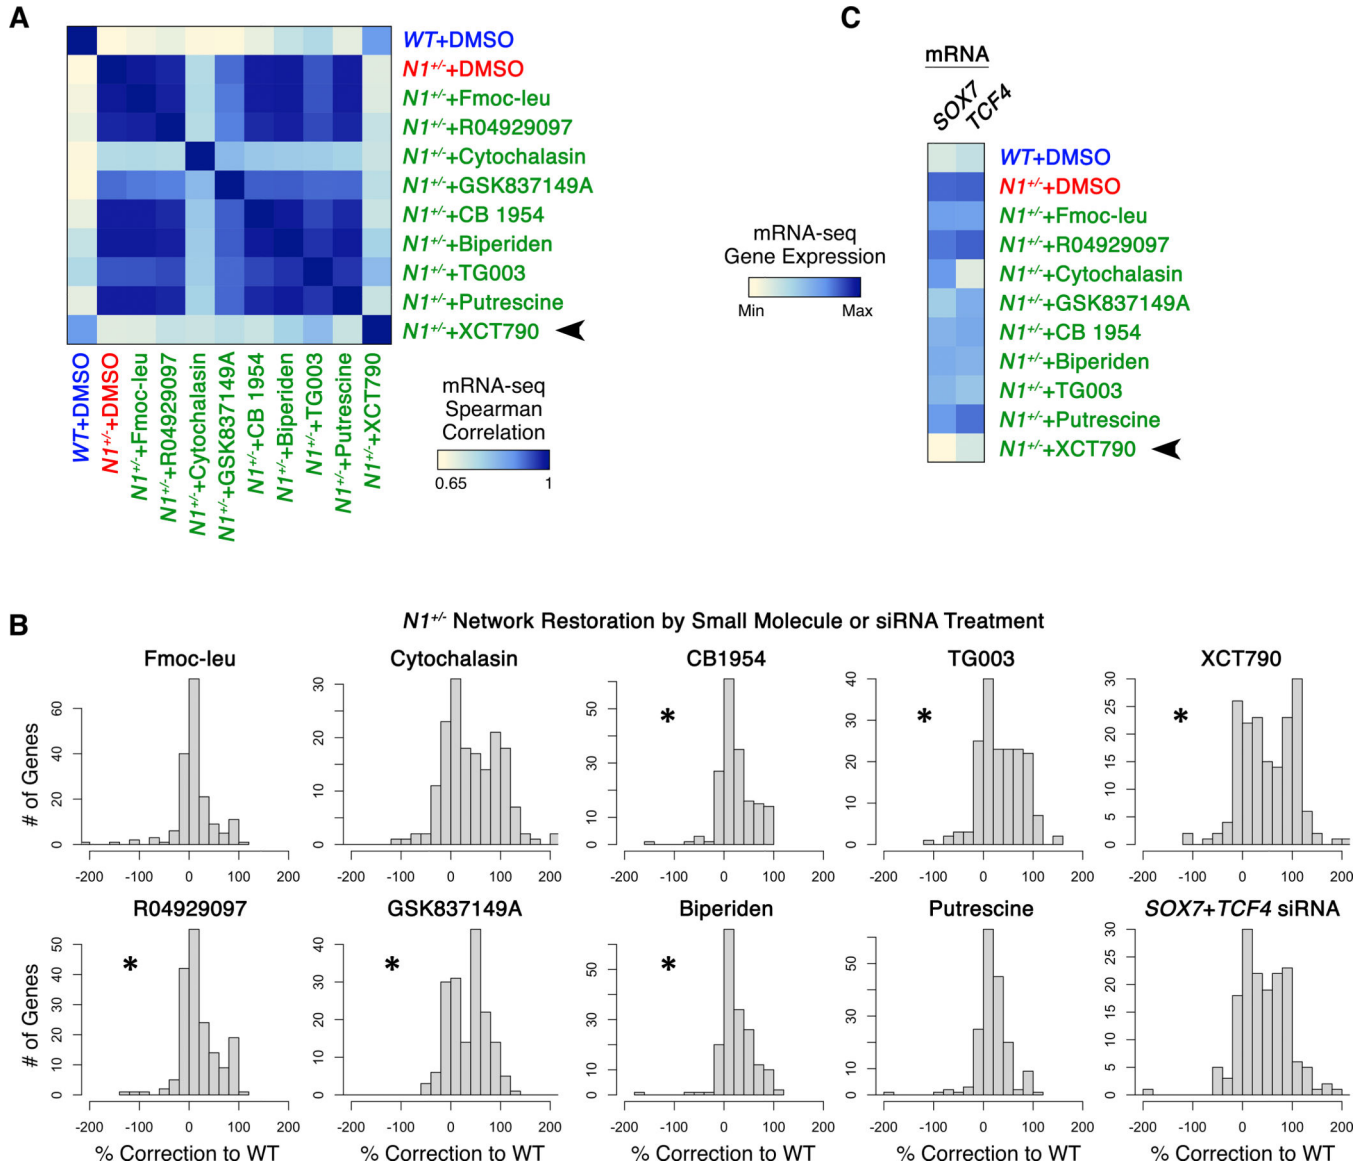 A
WT+DMSO
N1+/-+DMSO
N1+/-+Fmoc-leu
N1+/-+R04929097
N1+/-+Cytochalasin
N1+/-+GSK837149A
N1+/-+CB 1954
N1+/-+Biperiden
N1+/-+TG003
N1+/-+Putrescine
N1+/-+XCT790
WT+DMSO
N1+/-+DMSO
N1+/-+Fmoc-leu
N1+/-+R04929097
N1+/-+Cytochalasin
N1+/-+GSK837149A
N1+/-+CB 1954
N1+/-+Biperiden
N1+/-+TG003
N1+/-+Putrescine
N1+/-+XCT790
mRNA-seq
Spearman
Correlation
0.65 1
C
mRNA
SOX7
TCF4
WT+DMSO
N1+/-+DMSO
N1+/-+Fmoc-leu
N1+/-+R04929097
N1+/-+Cytochalasin
N1+/-+GSK837149A
N1+/-+CB 1954
N1+/-+Biperiden
N1+/-+TG003
N1+/-+Putrescine
N1+/-+XCT790
mRNA-seq
Gene Expression
Min Max
B
N1+/- Network Restoration by Small Molecule or siRNA Treatment
Fmoc-leu
# of Genes
0 20 40 60
-200 -100 0 100 200
Cytochalasin
0 10 20 30
-200 -100 0 100 200
CB1954
*
0 10 30 50
-200 -100 0 100 200
TG003
*
0 10 20 30 40
-200 -100 0 100 200
XCT790
*
0 5 10 15 20 25 30
-200 -100 0 100 200
R04929097
*
# of Genes
0 10 20 30 40 50
-200 -100 0 100 200
% Correction to WT
GSK837149A
*
0 10 20 30 40
-200 -100 0 100 200
% Correction to WT
Biperiden
*
0 10 30 50
-200 -100 0 100 200
% Correction to WT
Putrescine
0 10 30 50
-200 -100 0 100 200
% Correction to WT
SOX7+TCF4 siRNA
0 5 10 15 20 25 30
-200 -100 0 100 200
% Correction to WT